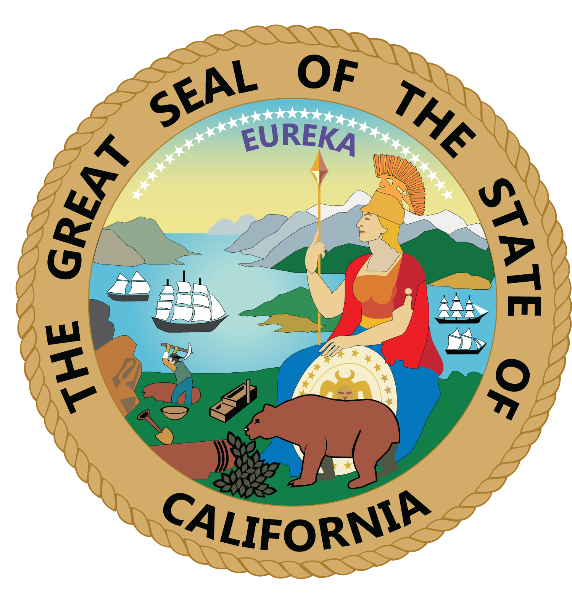 THE GREAT SEAL OF THE STATE OF
CALIFORNIA
EUREKA